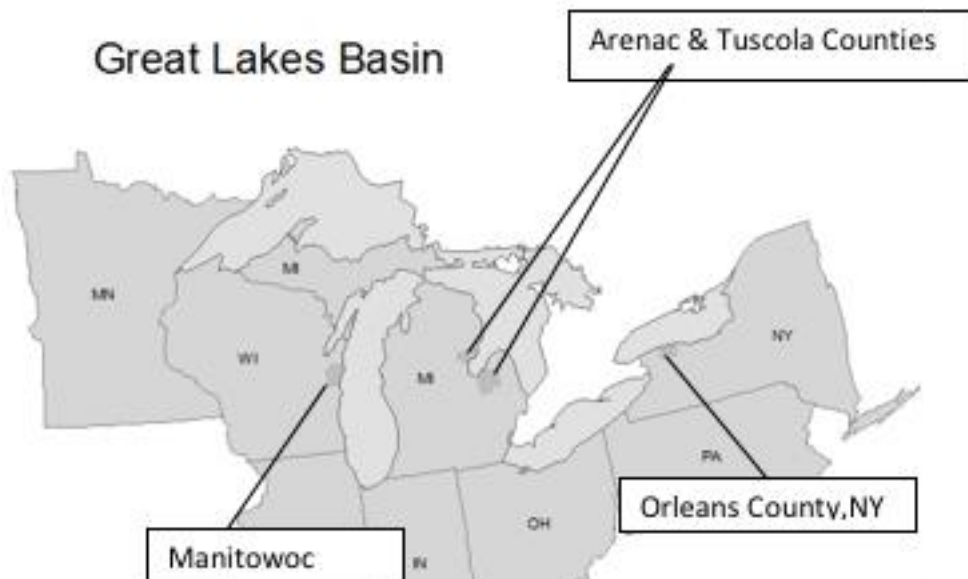 Arenac & Tuscola Counties
Great Lakes Basin
MI
MN
NY
WI
MI
PA
Orleans County,NY
OH
Manitowoc
IN